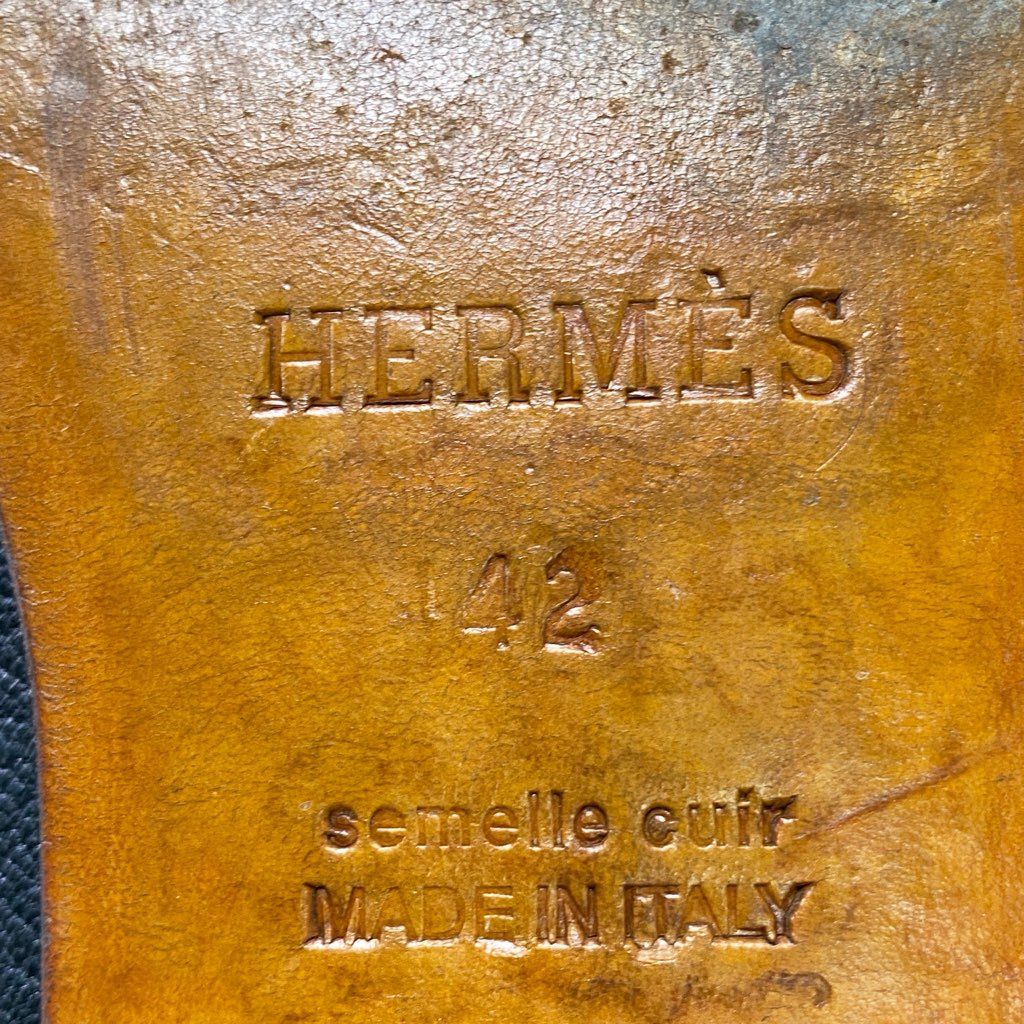 HERMÈS
42
semelle cuir
MADE IN ITALY